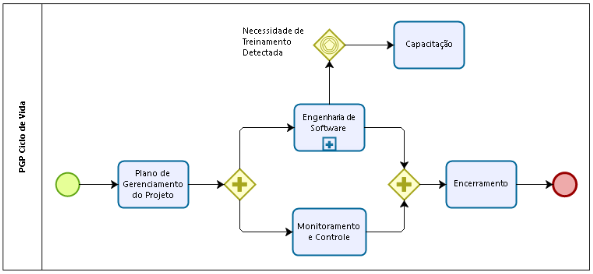 PGP Ciclo de Vida
Necessidade de
Treinamento
Detectada
Capacitação
Engenharia de
Software
Plano de
Gerenciamento
do Projeto
Encerramento
Monitoramento
e Controle